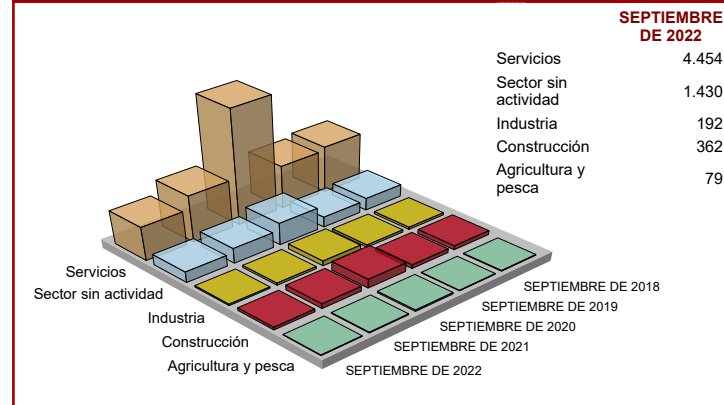 SEPTIEMBRE
DE 2022
Servicios 4.454
Sector sin
actividad 1.430
Industria 192
Construcción 362
Agricultura y
pesca 79
Servicios
Sector sin actividad
Industria
Construcción
Agricultura y pesca
SEPTIEMBRE DE 2018
SEPTIEMBRE DE 2019
SEPTIEMBRE DE 2020
SEPTIEMBRE DE 2021
SEPTIEMBRE DE 2022